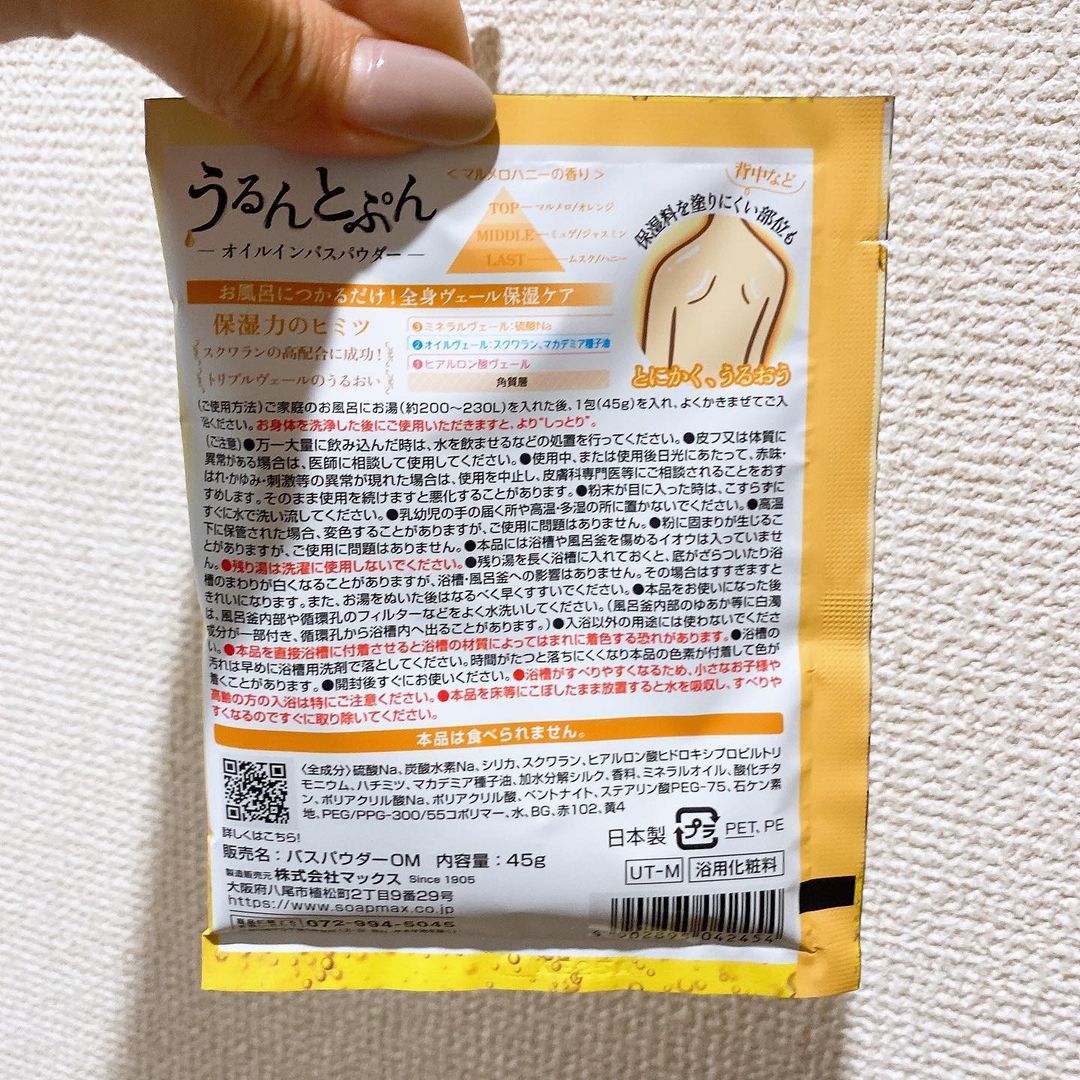 うるんとぷん
オイルインバスパウダー
＜マルメロハニーの香り＞
TOP マルメロ/オレンジ
MIDDLE ミュゲ/ジャスミン
LAST ムスク/ハニー
背中など
保湿料を塗りにくい部位も
とにかく、うるおう
お風呂につかるだけ！全身ヴェール保湿ケア
保湿力のヒミツ
スクワランの高配合に成功！
トリプルヴェールのうるおい
③ミネラルヴェール：硫酸Na
②オイルヴェール：スクワラン、マカデミア種子油
①ヒアルロン酸ヴェール
角質層
〈ご使用方法〉ご家庭のお風呂にお湯（約200～230L）を入れた後、1包（45g）を入れ、よくかきまぜてご入
浴ください。お身体を洗浄した後にご使用いただきますと、より“しっとり”。
〈ご注意〉●万一大量に飲み込んだ時は、水を飲ませるなどの処置を行ってください。●皮フ又は体質に
異常がある場合は、医師に相談して使用してください。●使用中、または使用後日光にあたって、赤味・
はれ・かゆみ・刺激等の異常が現れた場合は、使用を中止し、皮膚科専門医等にご相談されることをおす
すめします。そのまま使用を続けますと悪化することがあります。●粉末が目に入った時は、こすらずに
すぐに水で洗い流してください。●乳幼児の手の届く所や高温・多湿の所に置かないでください。●高温
下に保管された場合、変色することがありますが、ご使用に問題はありません。●粉に固まりが生じるこ
とがありますが、ご使用に問題はありません。●本品には浴槽や風呂釜を傷めるイオウは入っていませ
ん。●残り湯は洗濯に使用しないでください。●残り湯を長く浴槽に入れておくと、底がざらついたり浴
槽のまわりが白くなることがありますが、浴槽・風呂釜への影響はありません。その場合はすすぎますと
きれいになります。また、お湯をぬいた後はなるべく早くすすいでください。●本品をお使いになった後
は、風呂釜内部や循環孔のフィルターなどをよく水洗いしてください。（風呂釜内部のゆあか等に白濁
成分が一部付き、循環孔から浴槽内へ出ることがあります。）●入浴以外の用途には使わないでくださ
い。●本品を直接浴槽に付着させると浴槽の材質によってはまれに着色する恐れがあります。●浴槽の
汚れは早めに浴槽用洗剤で落としてください。時間がたつと落ちにくくなり本品の色素が付着して色が
着くことがあります。●開封後すぐにお使いください。●浴槽がすべりやすくなるため、小さなお子様や
高齢の方の入浴は特にご注意ください。●本品を床等にこぼしたまま放置すると水を吸収し、すべりや
すくなるのですぐに取り除いてください。
本品は食べられません。
〈全成分〉硫酸Na、炭酸水素Na、シリカ、スクワラン、ヒアルロン酸ヒドロキシプロピルトリ
モニウム、ハチミツ、マカデミア種子油、加水分解シルク、香料、ミネラルオイル、酸化チタ
ン、ポリアクリル酸Na、ポリアクリル酸、ベントナイト、ステアリン酸PEG-75、石ケン素
地、PEG/PPG-300/55コポリマー、水、BG、赤102、黄4
詳しくはこちら！
日本製 プラ PET、PE
販売名：バスパウダーOM 内容量：45g
UT-M 浴用化粧料
製造販売元 株式会社マックス Since 1905
大阪府八尾市植松町2丁目9番29号
https://www.soapmax.co.jp
072-994-5045